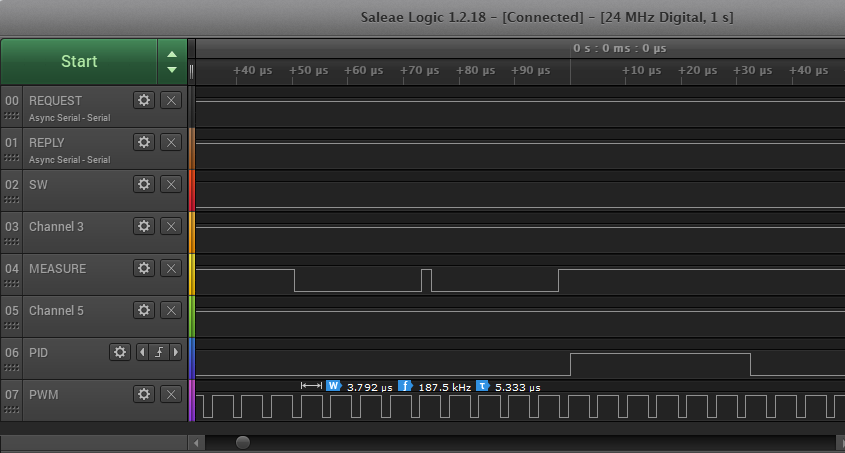 Saleae Logic 1.2.18 - [Connected] - [24 MHz Digital, 1 s]
Start
0 s : 0 ms : 0 µs
+40 µs +50 µs +60 µs +70 µs +80 µs +90 µs +10 µs +20 µs +30 µs +40 µs
00 REQUEST
Async Serial - Serial
01 REPLY
Async Serial - Serial
02 SW
03 Channel 3
04 MEASURE
05 Channel 5
06 PID
W 3.792 µs f 187.5 kHz τ 5.333 µs
07 PWM